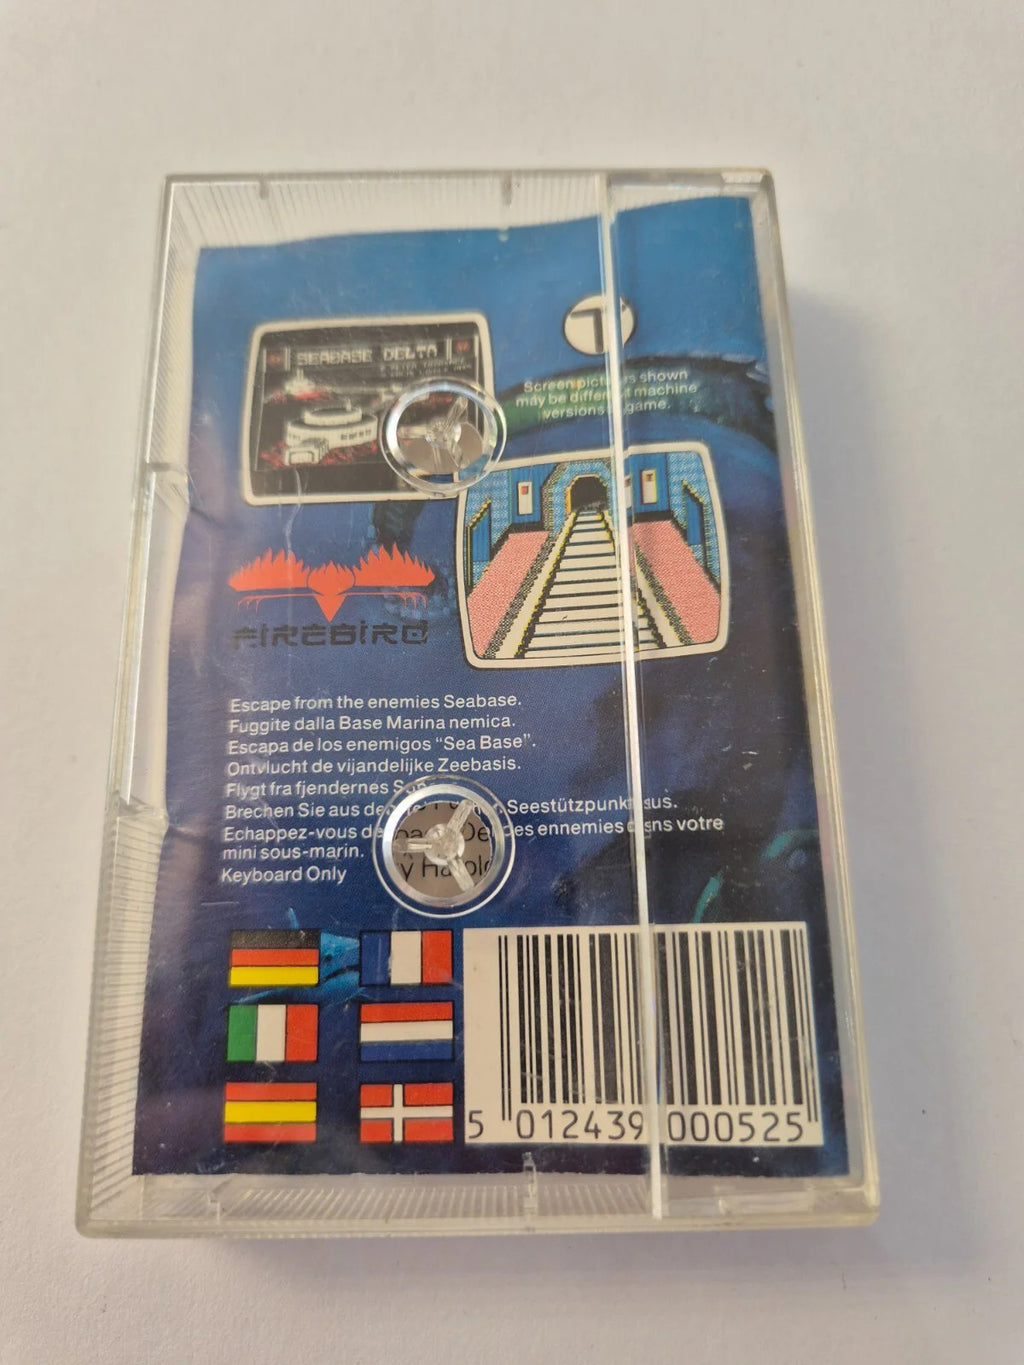 SEABASE DELTA
T
Screen pictures shown
may be different machine
versions game.
FIREBIRD
Escape from the enemies Seabase.
Fuggite dalla Base Marina nemica.
Escapa de los enemigos "Sea Base".
Ontvlucht de vijandelijke Zeebasis.
Flygt fra fjendernes
Brechen Sie aus Seestützpunkt aus.
Echappez-vous des ennemies dans votre
mini sous-marin.
Keyboard Only
5 012439 000525